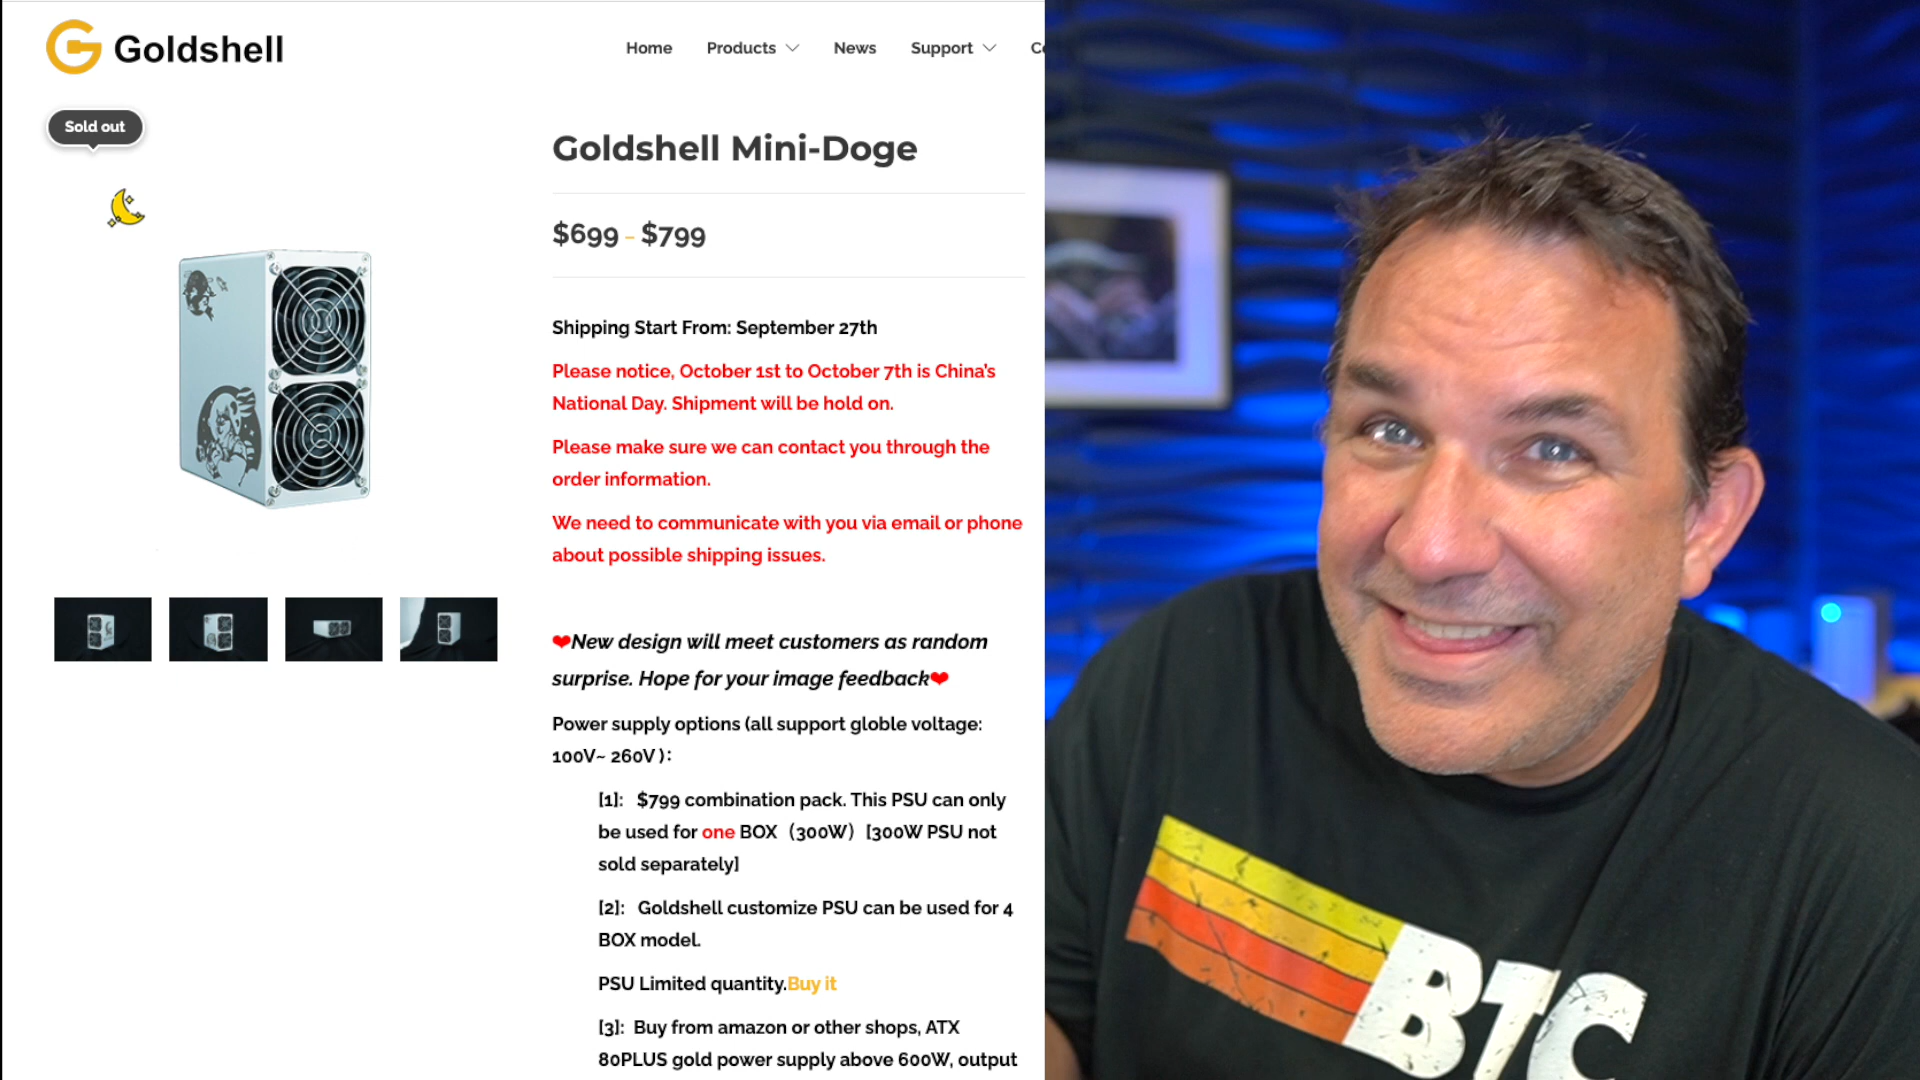 Goldshell
Home Products News Support
Sold out
Goldshell Mini-Doge
$699 – $799
Shipping Start From: September 27th
Please notice, October 1st to October 7th is China's
National Day. Shipment will be hold on.
Please make sure we can contact you through the
order information.
We need to communicate with you via email or phone
about possible shipping issues.
❤New design will meet customers as random
surprise. Hope for your image feedback❤
Power supply options (all support globle voltage:
100V~ 260V ):
[1]: $799 combination pack. This PSU can only
be used for one BOX（300W）[300W PSU not
sold separately]
[2]: Goldshell customize PSU can be used for 4
BOX model.
PSU Limited quantity.Buy it
[3]: Buy from amazon or other shops, ATX
80PLUS gold power supply above 600W, output
BTC